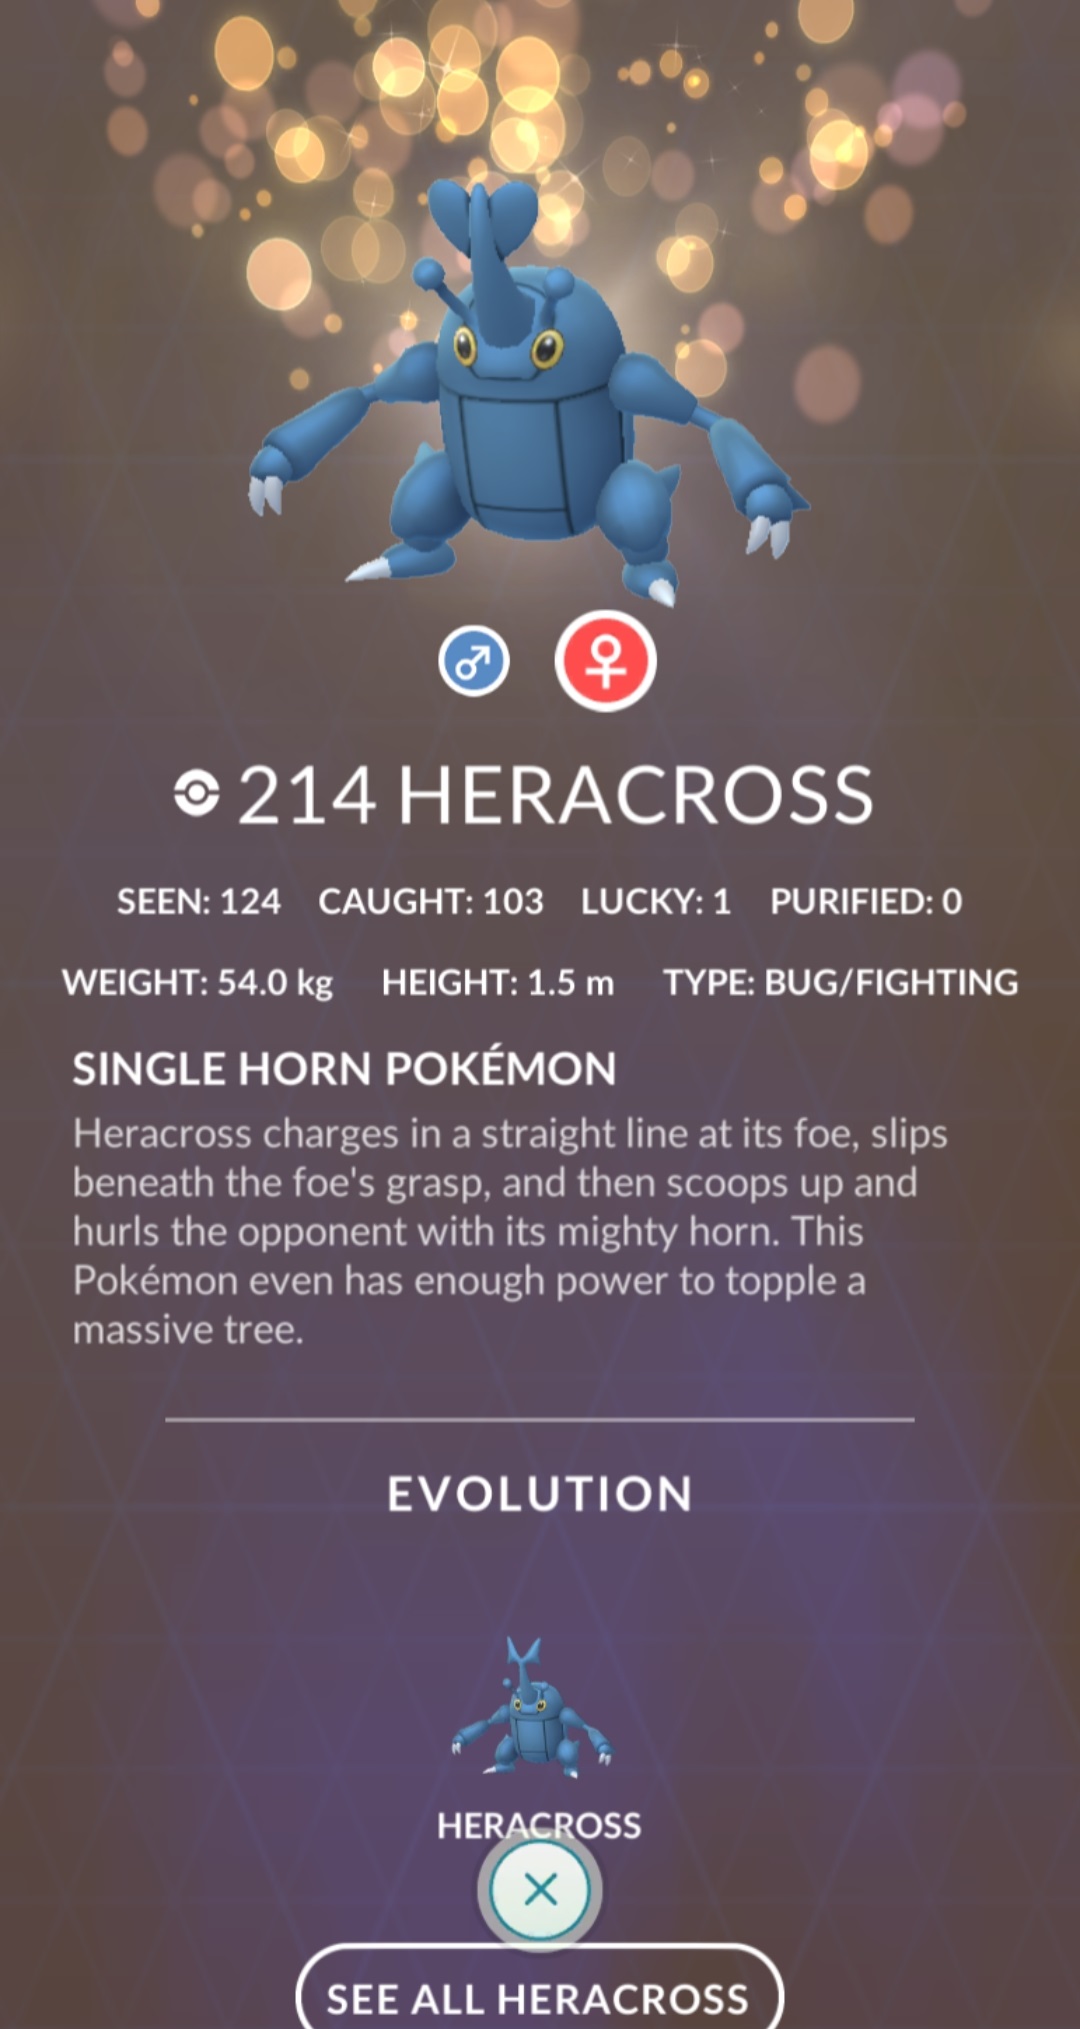 214 HERACROSS
SEEN: 124 CAUGHT: 103 LUCKY: 1 PURIFIED: 0
WEIGHT: 54.0 kg HEIGHT: 1.5 m TYPE: BUG/FIGHTING
SINGLE HORN POKÉMON
Heracross charges in a straight line at its foe, slips
beneath the foe's grasp, and then scoops up and
hurls the opponent with its mighty horn. This
Pokémon even has enough power to topple a
massive tree.
EVOLUTION
HERACROSS
SEE ALL HERACROSS